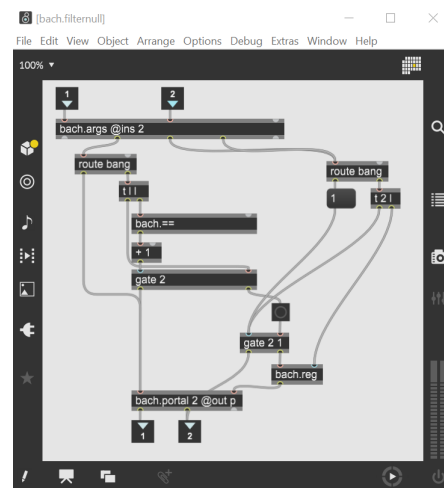 [bach.filternull]
File Edit View Object Arrange Options Debug Extras Window Help
100% ▼
1
2
bach.args @ins 2
route bang
route bang
t l l
1
t 2 l
bach.==
+ 1
gate 2
gate 2 1
bach.reg
bach.portal 2 @out p
1
2